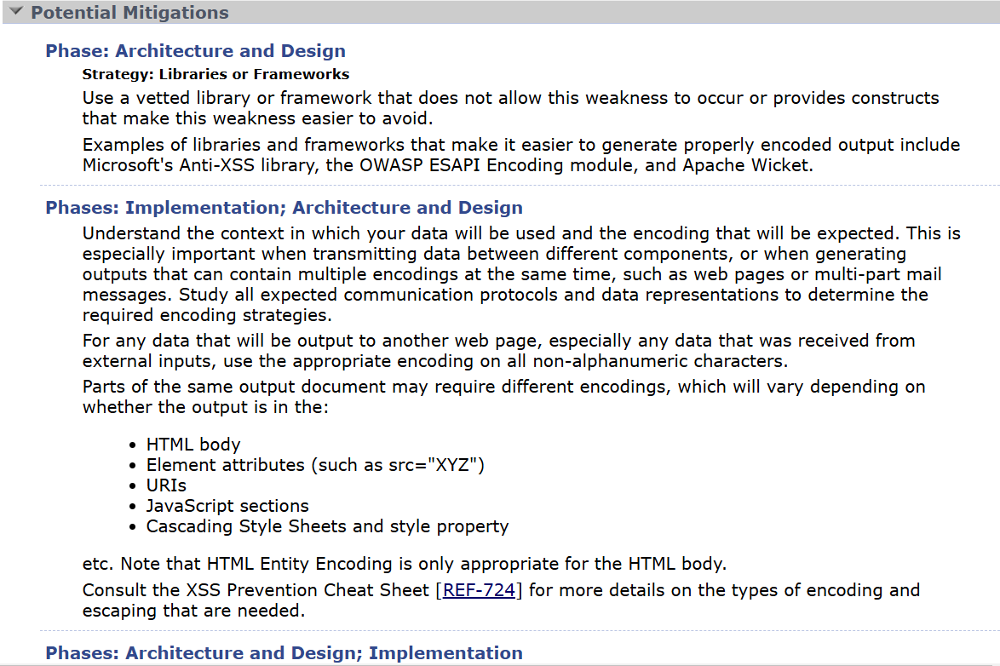 Potential Mitigations
Phase: Architecture and Design
Strategy: Libraries or Frameworks
Use a vetted library or framework that does not allow this weakness to occur or provides constructs
that make this weakness easier to avoid.
Examples of libraries and frameworks that make it easier to generate properly encoded output include
Microsoft's Anti-XSS library, the OWASP ESAPI Encoding module, and Apache Wicket.
Phases: Implementation; Architecture and Design
Understand the context in which your data will be used and the encoding that will be expected. This is
especially important when transmitting data between different components, or when generating
outputs that can contain multiple encodings at the same time, such as web pages or multi-part mail
messages. Study all expected communication protocols and data representations to determine the
required encoding strategies.
For any data that will be output to another web page, especially any data that was received from
external inputs, use the appropriate encoding on all non-alphanumeric characters.
Parts of the same output document may require different encodings, which will vary depending on
whether the output is in the:
• HTML body
• Element attributes (such as src="XYZ")
• URIs
• JavaScript sections
• Cascading Style Sheets and style property
etc. Note that HTML Entity Encoding is only appropriate for the HTML body.
Consult the XSS Prevention Cheat Sheet [REF-724] for more details on the types of encoding and
escaping that are needed.
Phases: Architecture and Design; Implementation